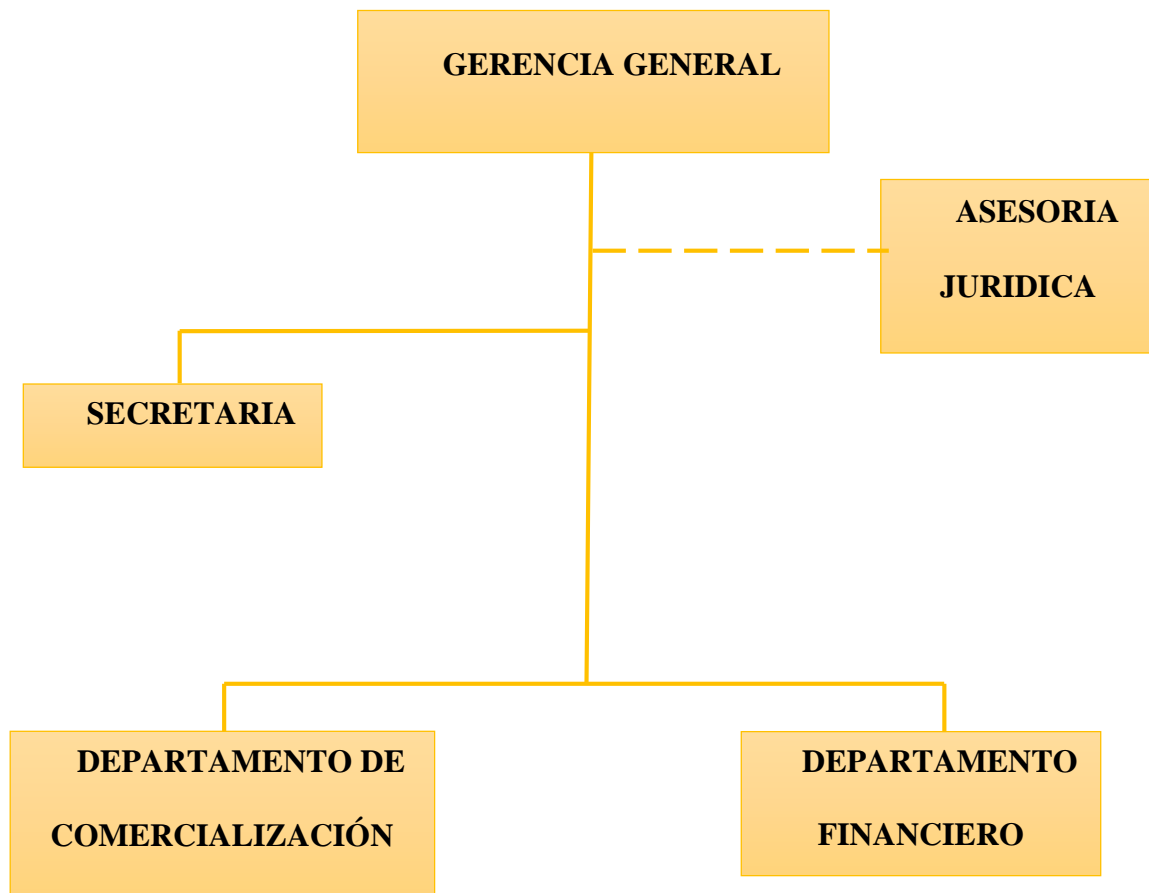 GERENCIA GENERAL
ASESORIA
JURIDICA
SECRETARIA
DEPARTAMENTO DE
COMERCIALIZACIÓN
DEPARTAMENTO
FINANCIERO